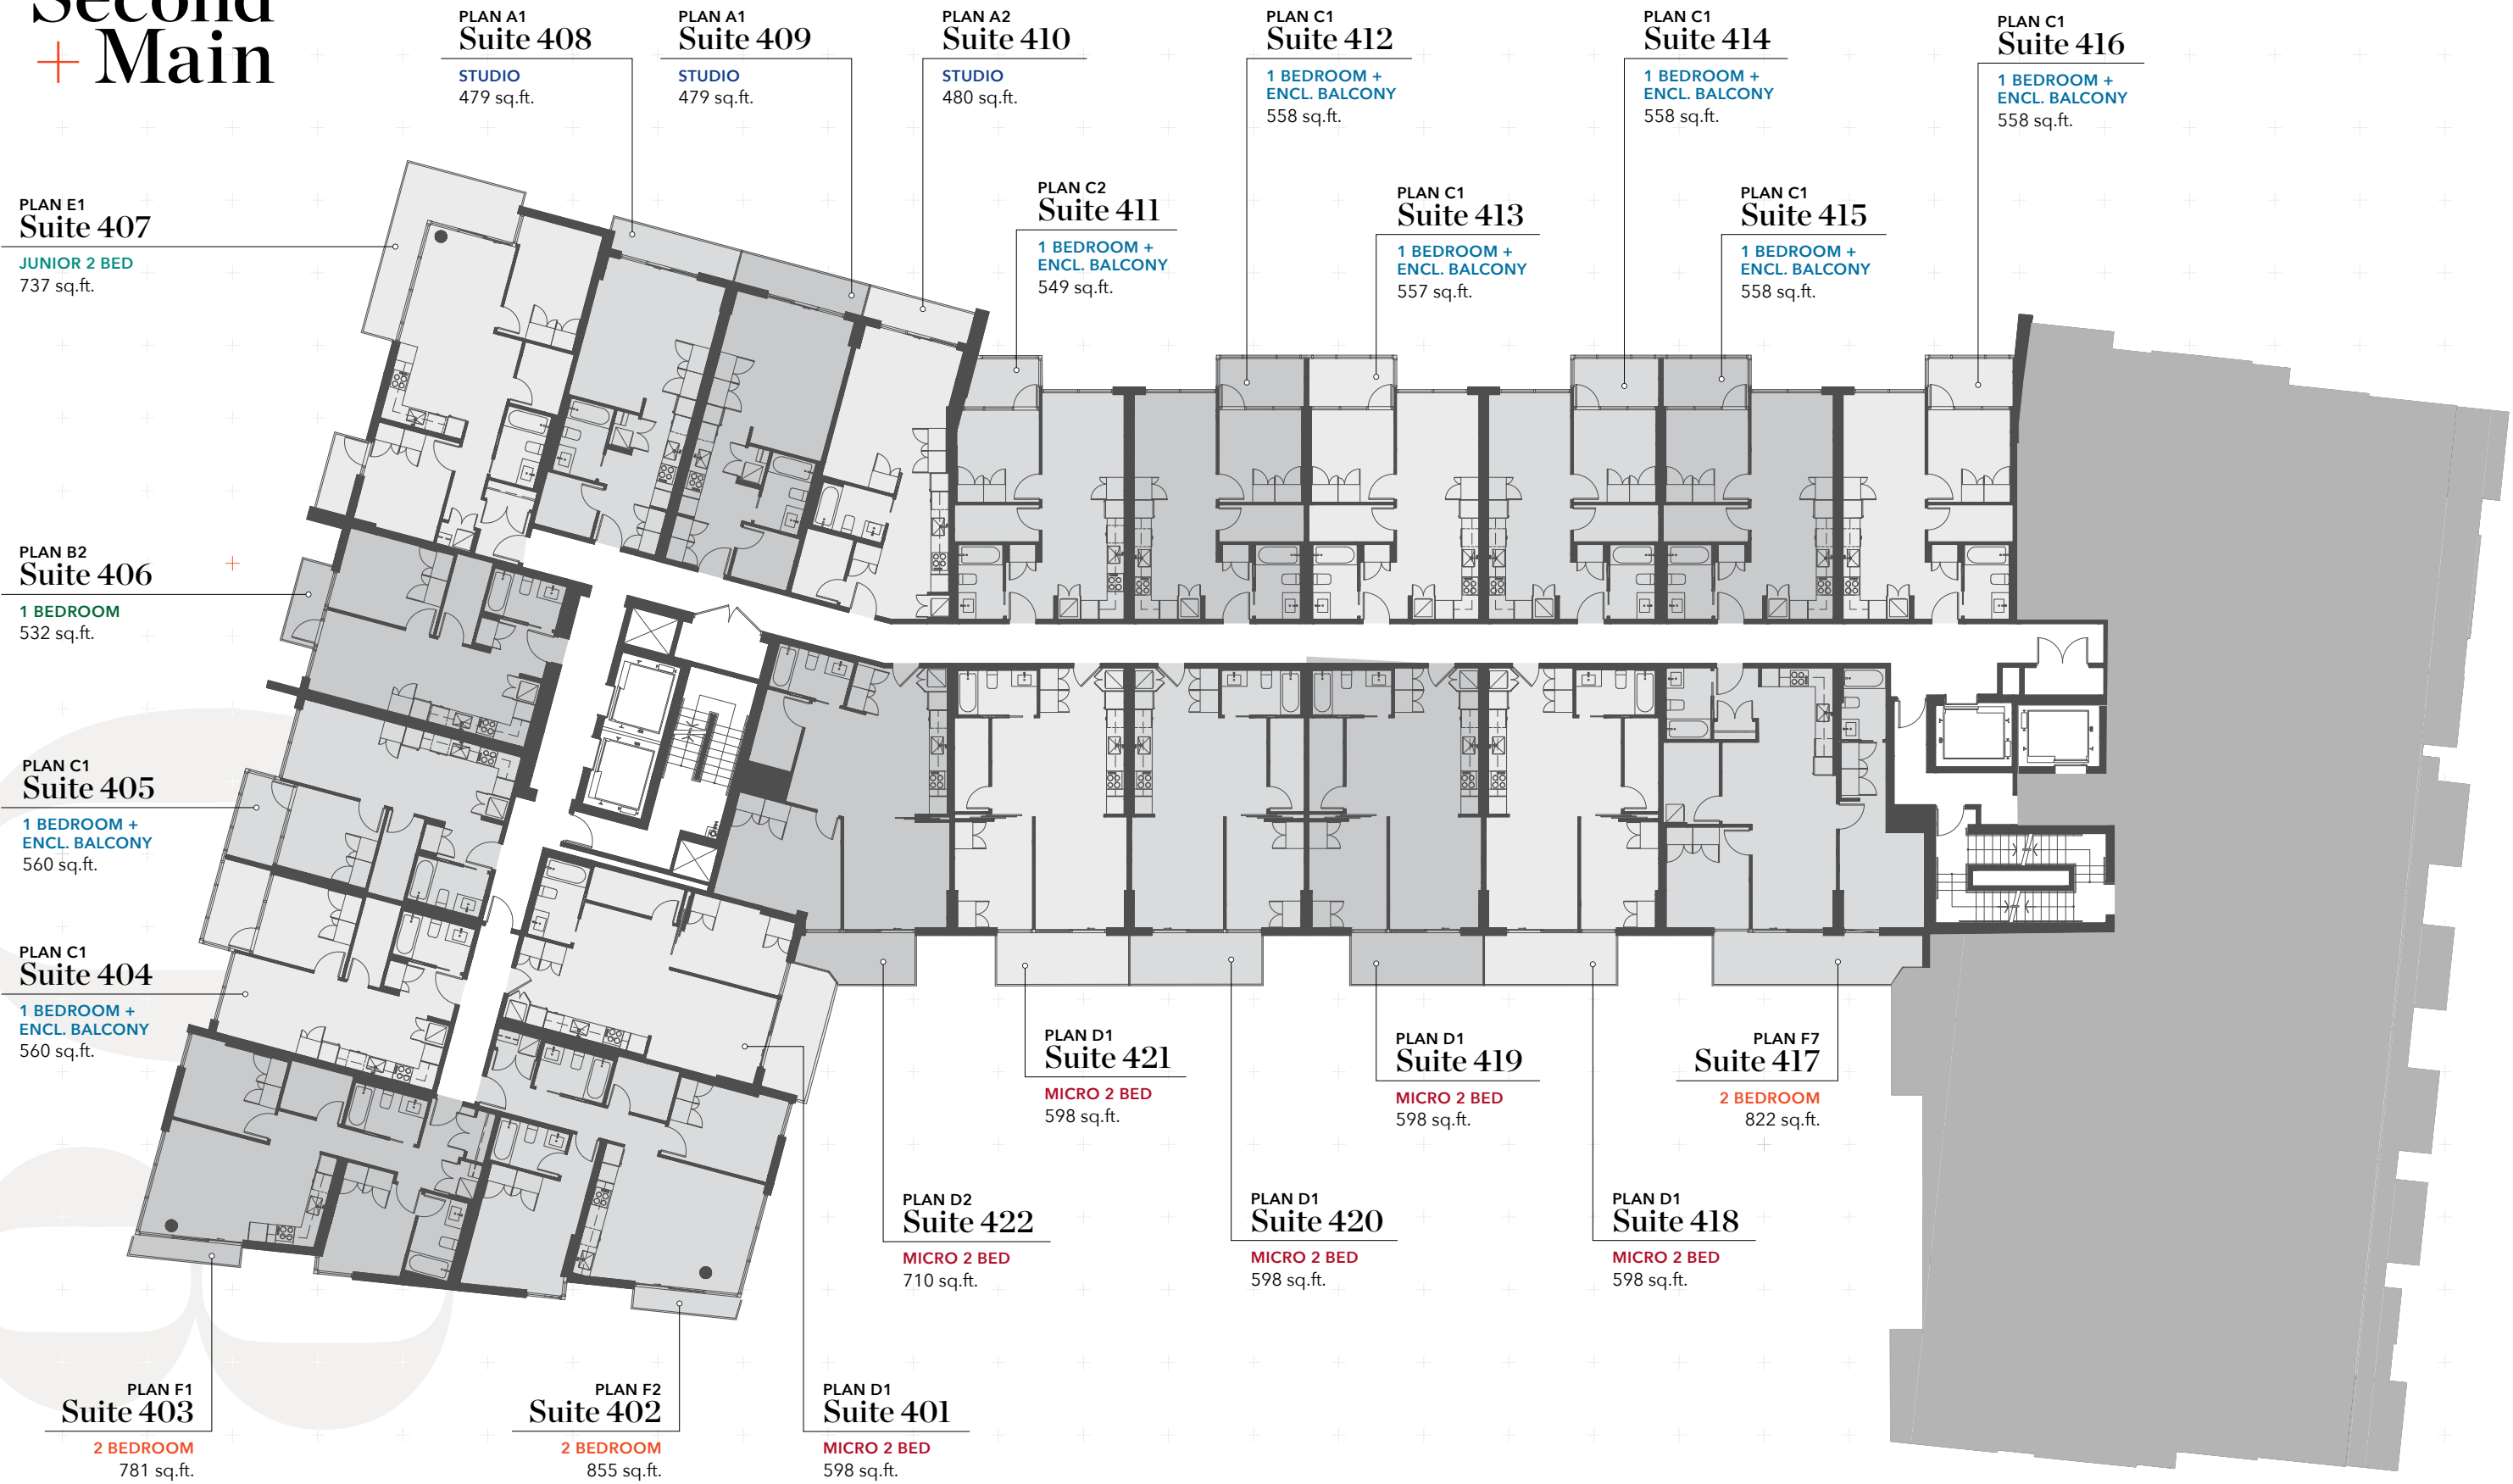 Second
+ Main
PLAN A1
Suite 408
STUDIO
479 sq.ft.
PLAN A1
Suite 409
STUDIO
479 sq.ft.
PLAN A2
Suite 410
STUDIO
480 sq.ft.
PLAN C1
Suite 412
1 BEDROOM +
ENCL. BALCONY
558 sq.ft.
PLAN C1
Suite 414
1 BEDROOM +
ENCL. BALCONY
558 sq.ft.
PLAN C1
Suite 416
1 BEDROOM +
ENCL. BALCONY
558 sq.ft.
PLAN E1
Suite 407
JUNIOR 2 BED
737 sq.ft.
PLAN C2
Suite 411
1 BEDROOM +
ENCL. BALCONY
549 sq.ft.
PLAN C1
Suite 413
1 BEDROOM +
ENCL. BALCONY
557 sq.ft.
PLAN C1
Suite 415
1 BEDROOM +
ENCL. BALCONY
558 sq.ft.
PLAN B2
Suite 406
1 BEDROOM
532 sq.ft.
PLAN C1
Suite 405
1 BEDROOM +
ENCL. BALCONY
560 sq.ft.
PLAN C1
Suite 404
1 BEDROOM +
ENCL. BALCONY
560 sq.ft.
PLAN D1
Suite 421
MICRO 2 BED
598 sq.ft.
PLAN D1
Suite 419
MICRO 2 BED
598 sq.ft.
PLAN F7
Suite 417
2 BEDROOM
822 sq.ft.
PLAN D2
Suite 422
MICRO 2 BED
710 sq.ft.
PLAN D1
Suite 420
MICRO 2 BED
598 sq.ft.
PLAN D1
Suite 418
MICRO 2 BED
598 sq.ft.
PLAN F1
Suite 403
2 BEDROOM
781 sq.ft.
PLAN F2
Suite 402
2 BEDROOM
855 sq.ft.
PLAN D1
Suite 401
MICRO 2 BED
598 sq.ft.